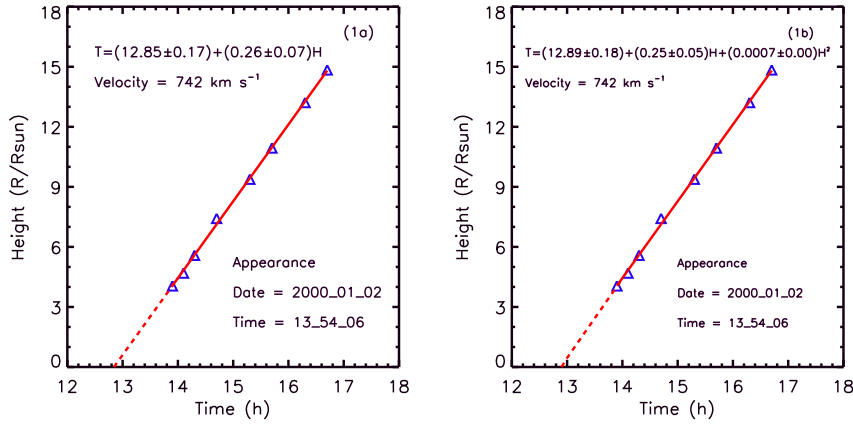 (1a)
T=(12.85±0.17)+(0.26±0.07)H
Velocity = 742 km s⁻¹
Appearance
Date = 2000_01_02
Time = 13_54_06
Height (R/Rsun)
18
15
12
9
6
3
0
12 13 14 15 16 17 18
Time (h)
(1b)
T=(12.89±0.18)+(0.25±0.05)H+(0.0007±0.00)H²
Velocity = 742 km s⁻¹
Appearance
Date = 2000_01_02
Time = 13_54_06
Height (R/Rsun)
18
15
12
9
6
3
0
12 13 14 15 16 17 18
Time (h)